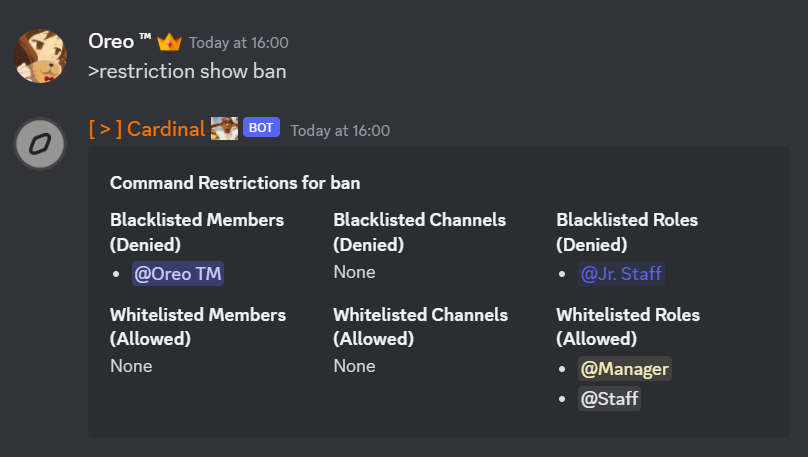 Oreo ™ Today at 16:00
>restriction show ban
[ > ] Cardinal BOT Today at 16:00
Command Restrictions for ban
Blacklisted Members
(Denied)
• @Oreo TM
Blacklisted Channels
(Denied)
None
Blacklisted Roles
(Denied)
• @Jr. Staff
Whitelisted Members
(Allowed)
None
Whitelisted Channels
(Allowed)
None
Whitelisted Roles
(Allowed)
• @Manager
• @Staff